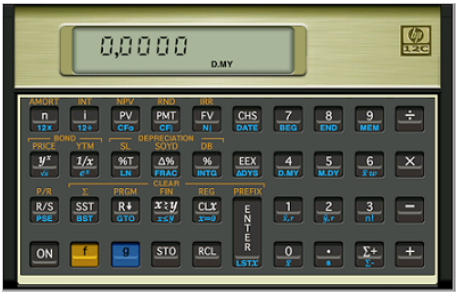 0,0000
D.MY
hp
12C
AMORT INT NPV RND IRR
n i PV PMT FV CHS 7 8 9 ÷
12× 12÷ CFo CFj Nj DATE BEG END MEM
BOND DEPRECIATION
PRICE YTM SL SOYD DB
yˣ 1/x %T Δ% % EEX 4 5 6 ×
√x eˣ LN FRAC INTG ΔDYS D.MY M.DY x̄w
CLEAR
P/R Σ PRGM FIN REG PREFIX
R/S SST R↓ x≷y CLX ENTER 1 2 3 −
PSE BST GTO x≤y x=0 x̂,r ŷ,r n!
ON f g STO RCL 0 · Σ+ +
LSTX x̄ s Σ-